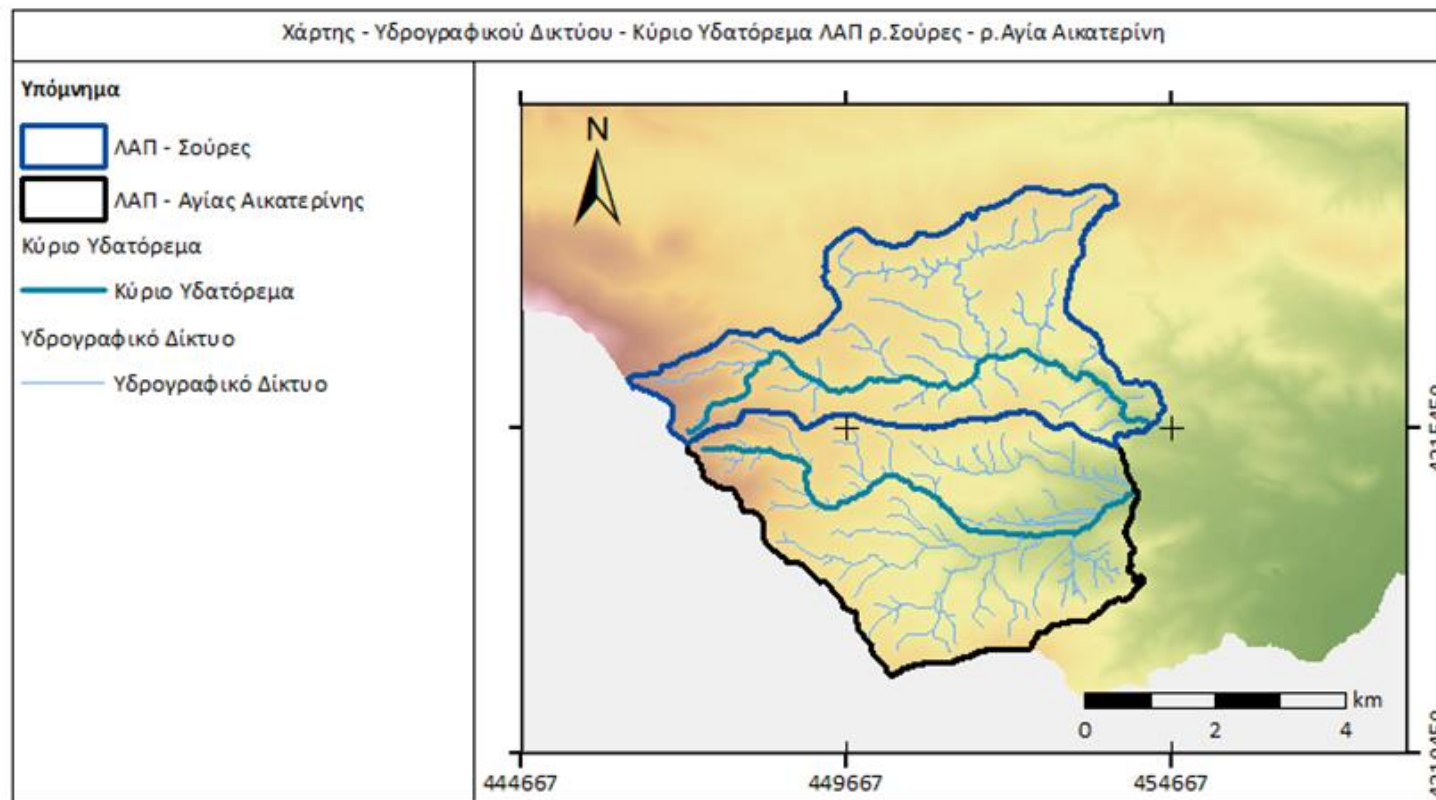 Χάρτης - Υδρογραφικού Δικτύου - Κύριο Υδατόρεμα ΛΑΠ ρ.Σούρες - ρ.Αγία Αικατερίνη
Υπόμνημα
ΛΑΠ - Σούρες
ΛΑΠ - Αγίας Αικατερίνης
Κύριο Υδατόρεμα
Κύριο Υδατόρεμα
Υδρογραφικό Δίκτυο
Υδρογραφικό Δίκτυο
N
km
0 2 4
444667 449667 454667